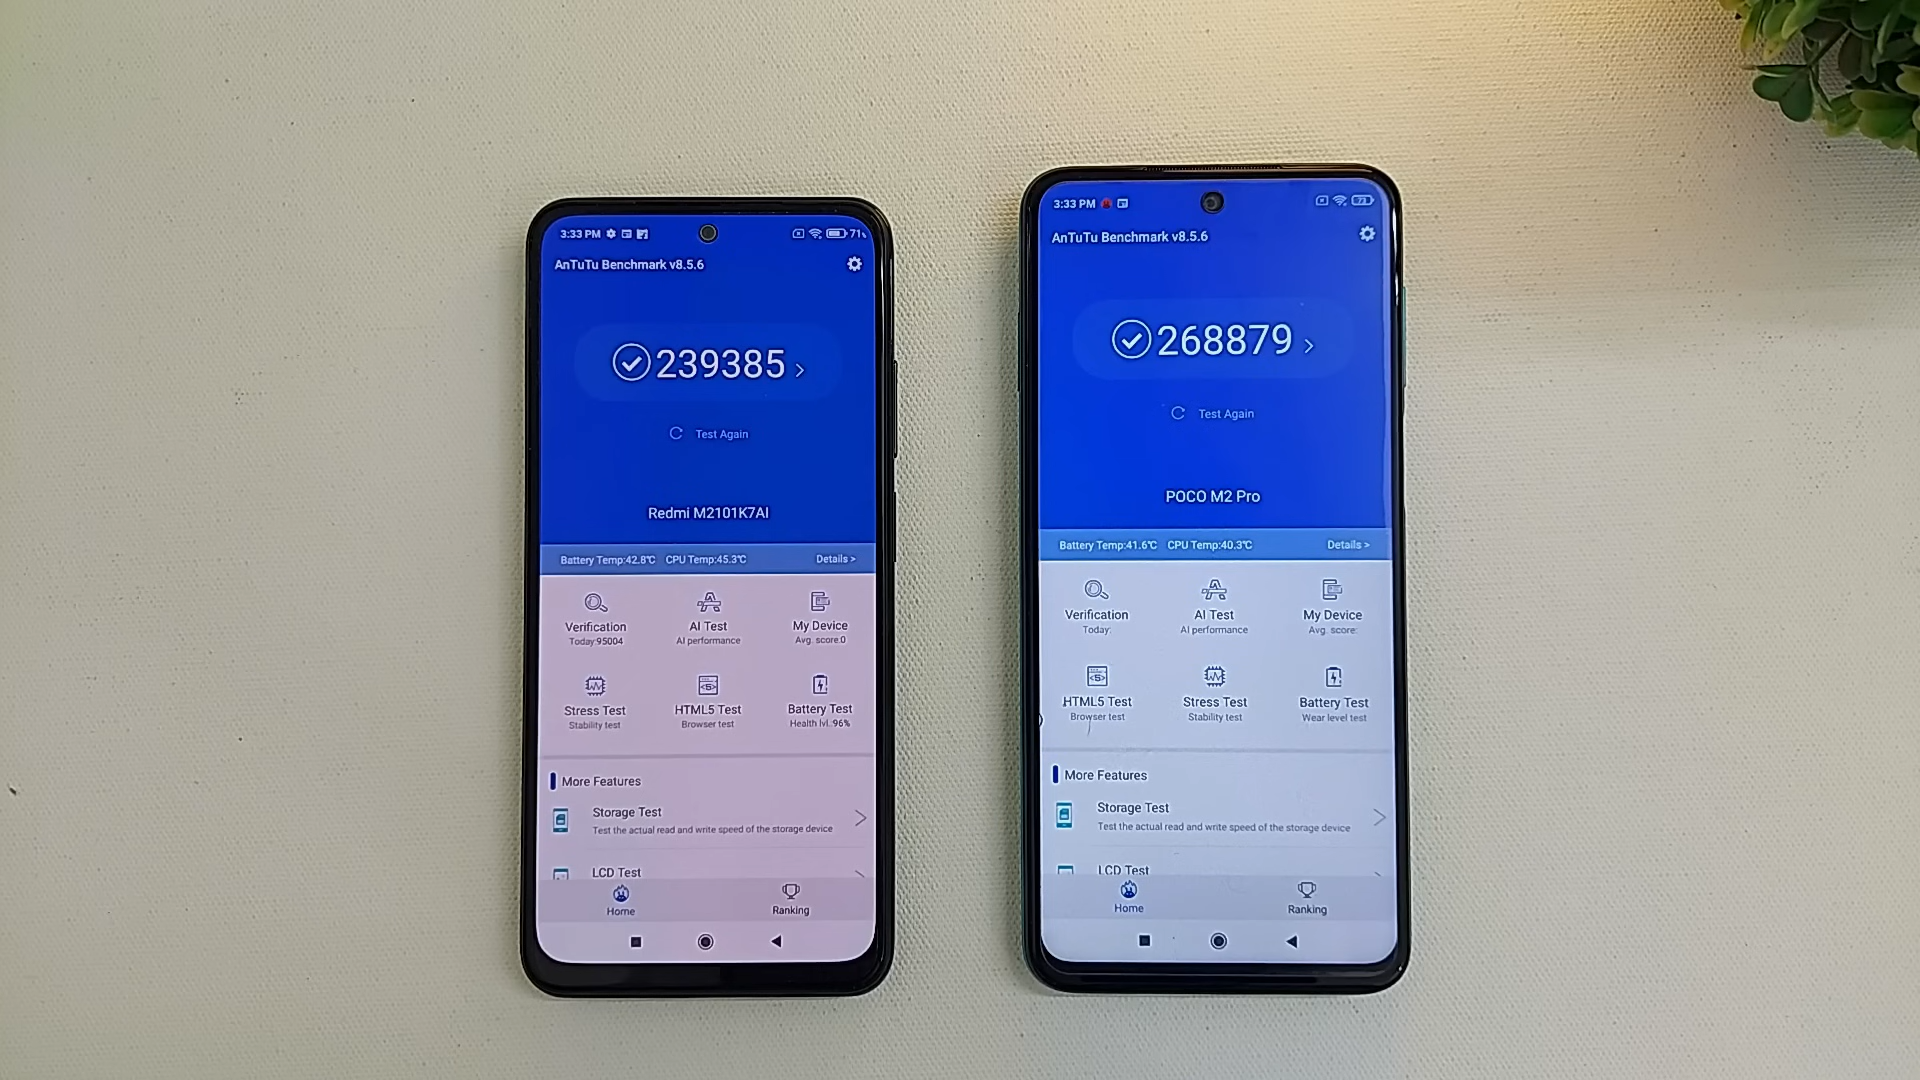 3:33 PM
71%
AnTuTu Benchmark v8.5.6
239385
Test Again
Redmi M2101K7AI
Battery Temp:42.8℃ CPU Temp:45.3℃ Details >
Verification
Today:95004
AI Test
AI performance
My Device
Avg. score:0
Stress Test
Stability test
HTML5 Test
Browser test
Battery Test
Health lvl. 96%
More Features
Storage Test
Test the actual read and write speed of the storage device
LCD Test
Home
Ranking
3:33 PM
73
AnTuTu Benchmark v8.5.6
268879
Test Again
POCO M2 Pro
Battery Temp:41.6℃ CPU Temp:40.3℃ Details >
Verification
Today:
AI Test
AI performance
My Device
Avg. score:
HTML5 Test
Browser test
Stress Test
Stability test
Battery Test
Wear level test
More Features
Storage Test
Test the actual read and write speed of the storage device
LCD Test
Home
Ranking